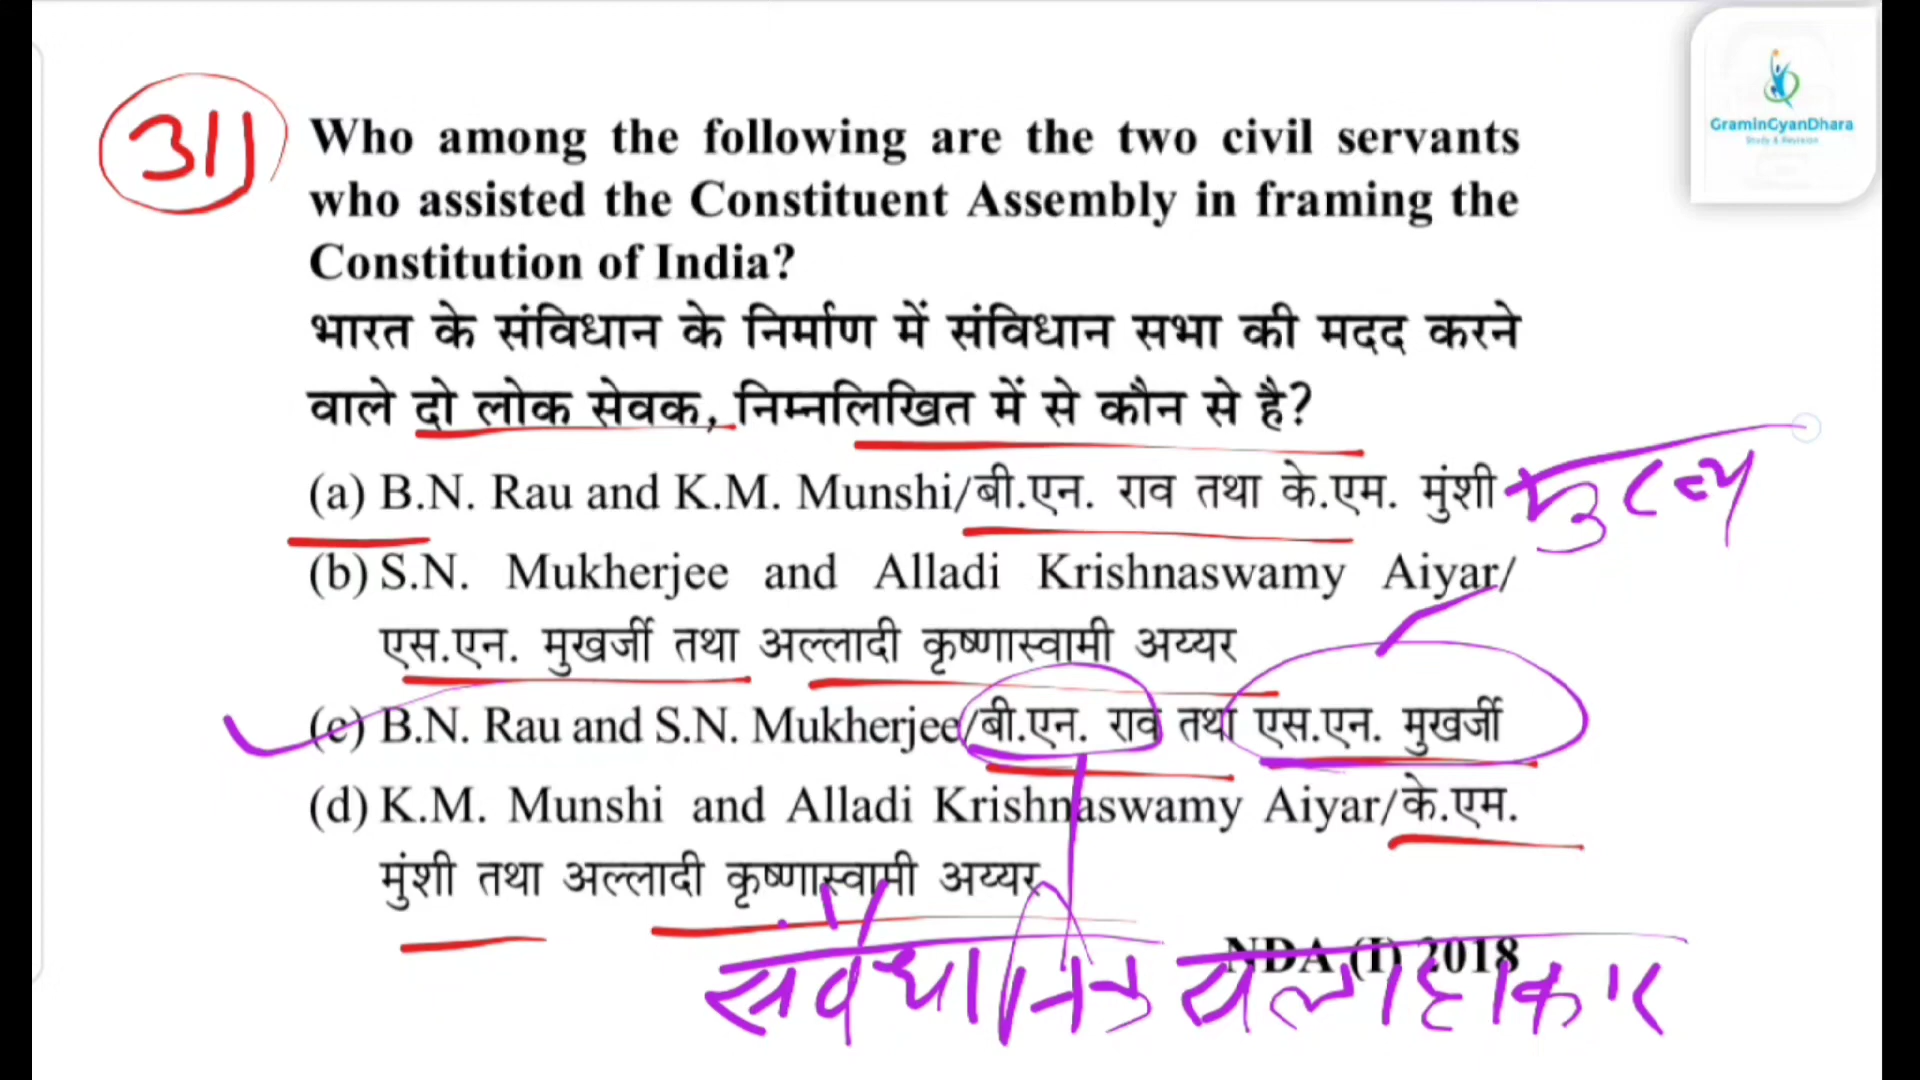 311
GraminGyanDhara
Study & Revision
Who among the following are the two civil servants
who assisted the Constituent Assembly in framing the
Constitution of India?
भारत के संविधान के निर्माण में संविधान सभा की मदद करने
वाले दो लोक सेवक, निम्नलिखित में से कौन से है?
(a) B.N. Rau and K.M. Munshi/बी.एन. राव तथा के.एम. मुंशी
(b) S.N. Mukherjee and Alladi Krishnaswamy Aiyar/
एस.एन. मुखर्जी तथा अल्लादी कृष्णास्वामी अय्यर
(c) B.N. Rau and S.N. Mukherjee/बी.एन. राव तथा एस.एन. मुखर्जी
(d) K.M. Munshi and Alladi Krishnaswamy Aiyar/के.एम.
मुंशी तथा अल्लादी कृष्णास्वामी अय्यर
NDA (I) 2018